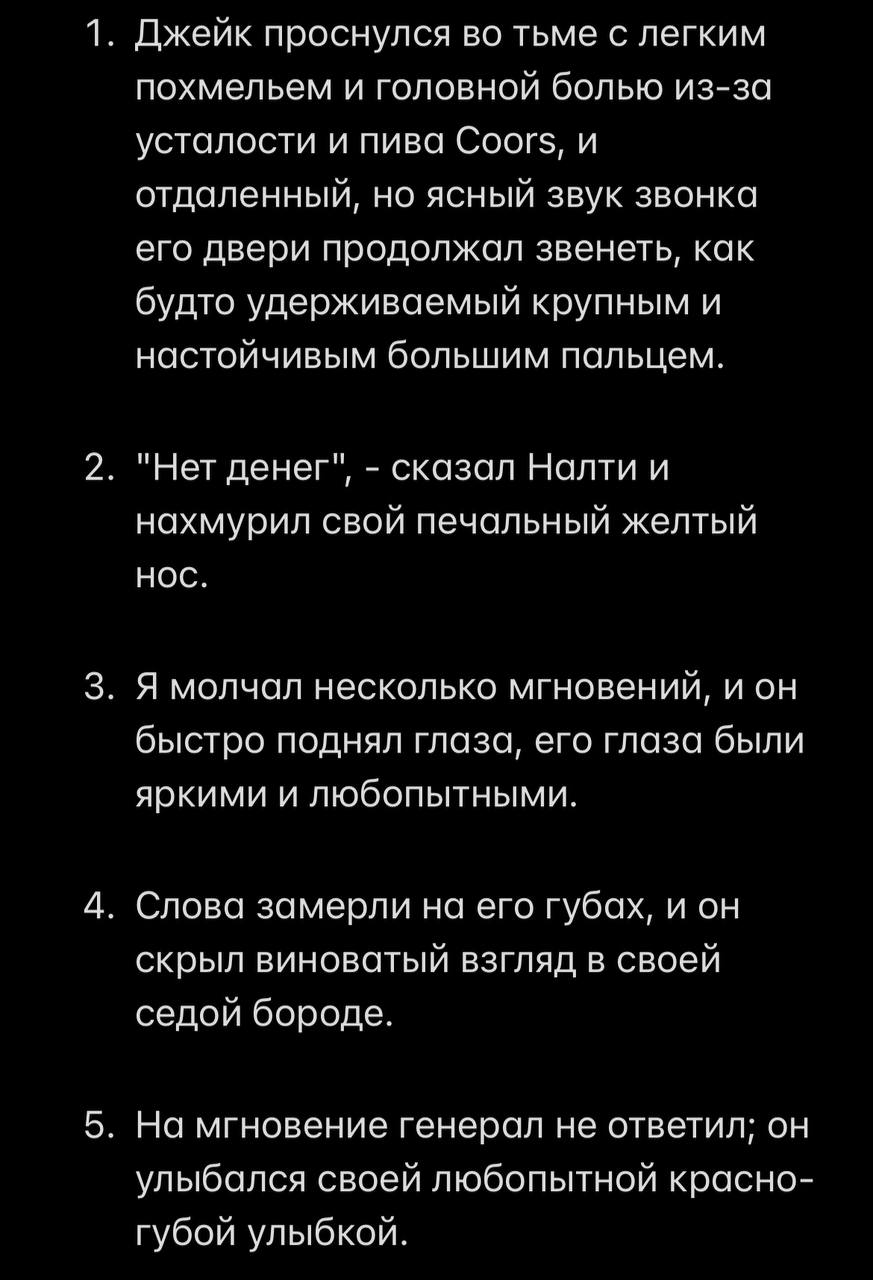 1. Джейк проснулся во тьме с легким
похмельем и головной болью из-за
усталости и пива Coors, и
отдаленный, но ясный звук звонка
его двери продолжал звенеть, как
будто удерживаемый крупным и
настойчивым большим пальцем.
2. "Нет денег", - сказал Налти и
нахмурил свой печальный желтый
нос.
3. Я молчал несколько мгновений, и он
быстро поднял глаза, его глаза были
яркими и любопытными.
4. Слова замерли на его губах, и он
скрыл виноватый взгляд в своей
седой бороде.
5. На мгновение генерал не ответил; он
улыбался своей любопытной красно-
губой улыбкой.